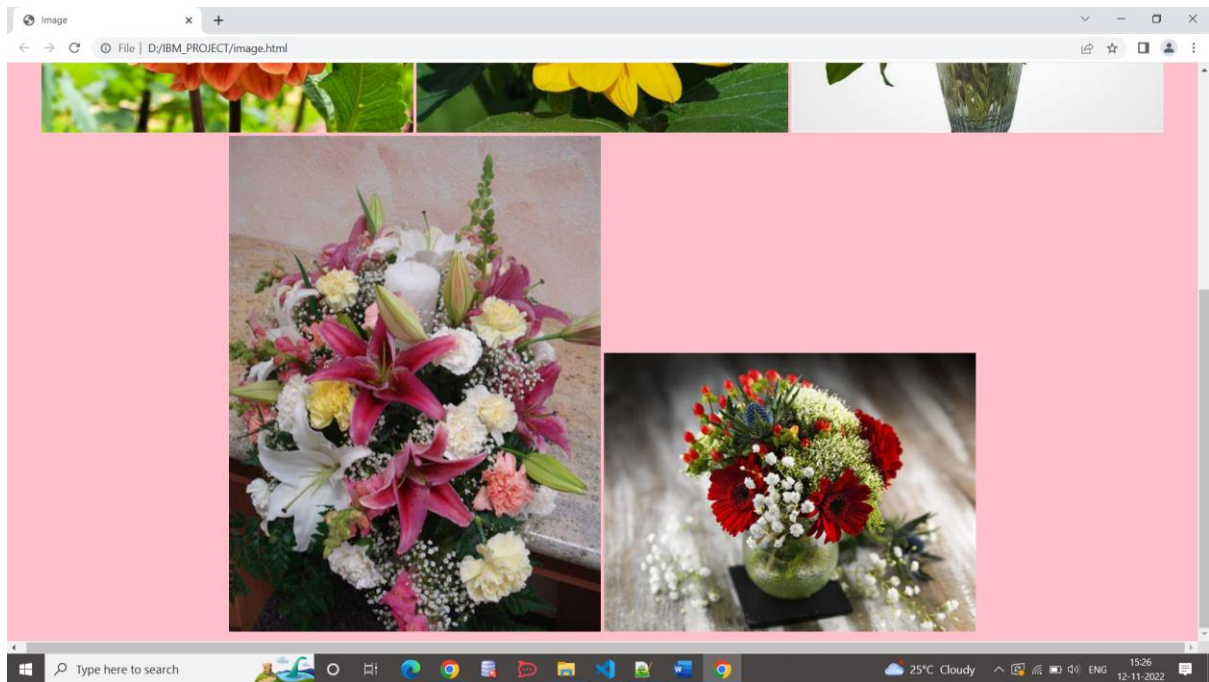 Image
File | D:/IBM_PROJECT/image.html
Type here to search
25°C Cloudy
ENG
15:26
12-11-2022